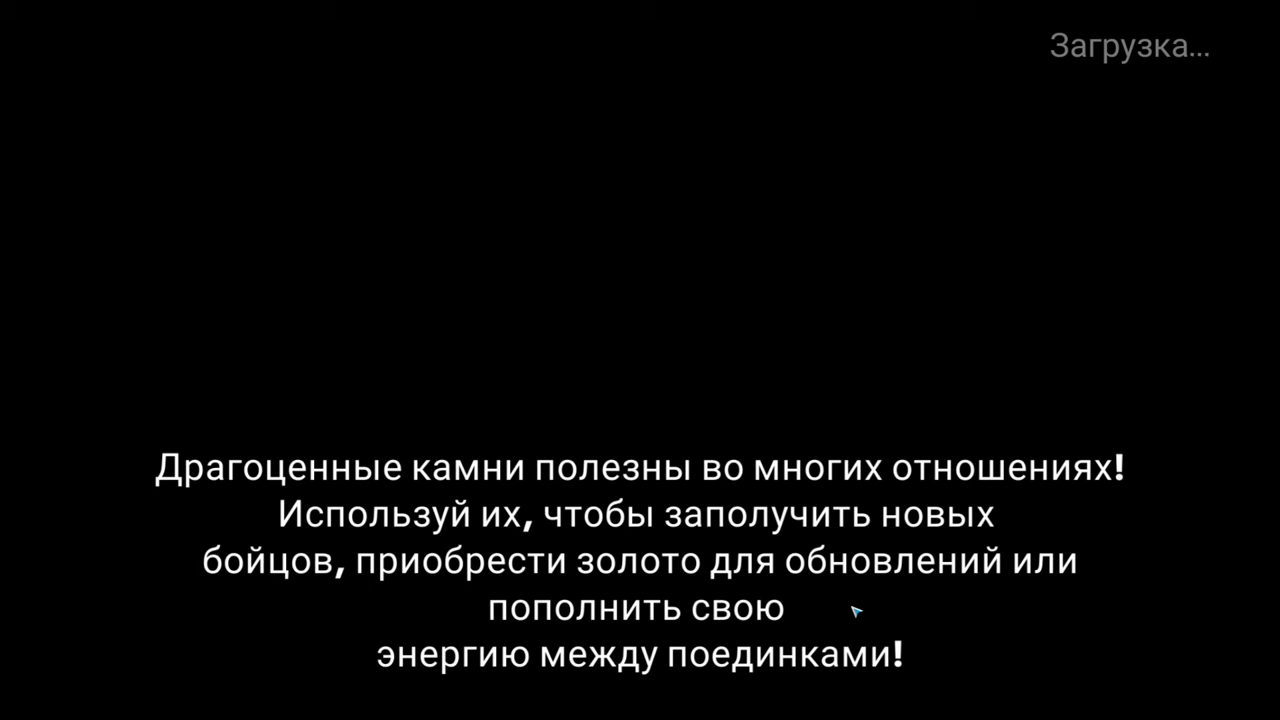 Загрузка...
Драгоценные камни полезны во многих отношениях!
Используй их, чтобы заполучить новых
бойцов, приобрести золото для обновлений или
пополнить свою
энергию между поединками!